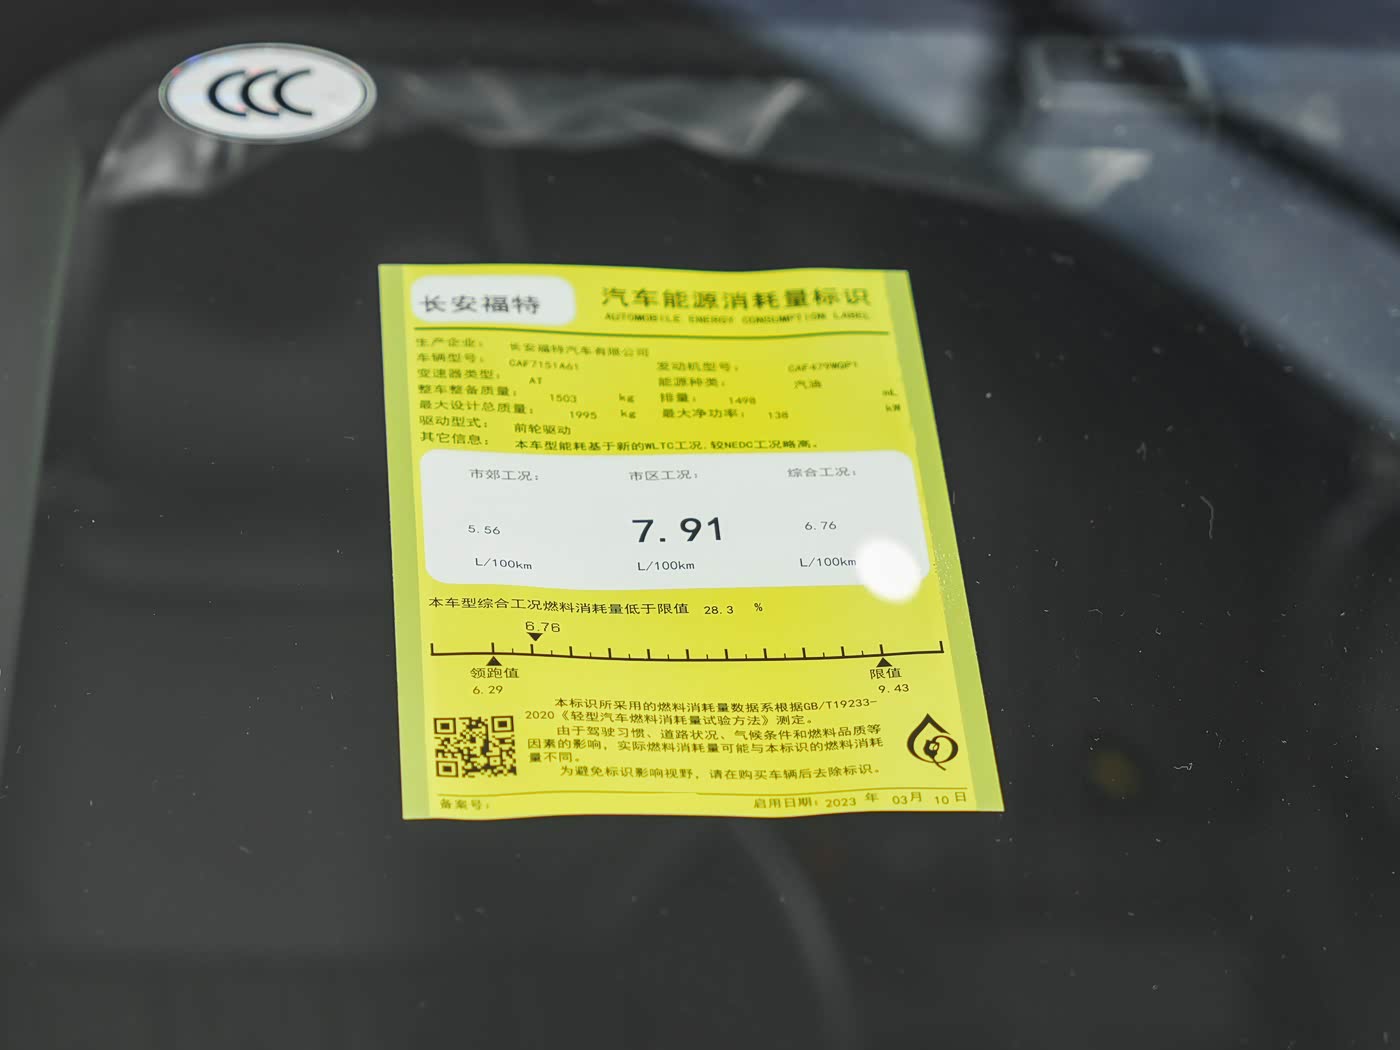 CCC
长安福特
汽车能源消耗量标识
AUTOMOBILE ENERGY CONSUMPTION LABEL
生产企业: 长安福特汽车有限公司
车辆型号: CAF7151A61 发动机型号: CAF479WQP1
变速器类型: AT 能源种类: 汽油
整车整备质量: 1503 kg 排量: 1498 mL
最大设计总质量: 1995 kg 最大净功率: 138 kW
驱动型式: 前轮驱动
其它信息: 本车型能耗基于新的WLTC工况,较NEDC工况略高。
市郊工况: 市区工况: 综合工况:
5.56 7.91 6.76
L/100km L/100km L/100km
本车型综合工况燃料消耗量低于限值 28.3 %
6.76
领跑值 限值
6.29 9.43
本标识所采用的燃料消耗量数据系根据GB/T19233-
2020《轻型汽车燃料消耗量试验方法》测定。
由于驾驶习惯、道路状况、气候条件和燃料品质等
因素的影响，实际燃料消耗量可能与本标识的燃料消耗
量不同。
为避免标识影响视野，请在购买车辆后去除标识。
备案号: 启用日期: 2023 年 03月 10 日